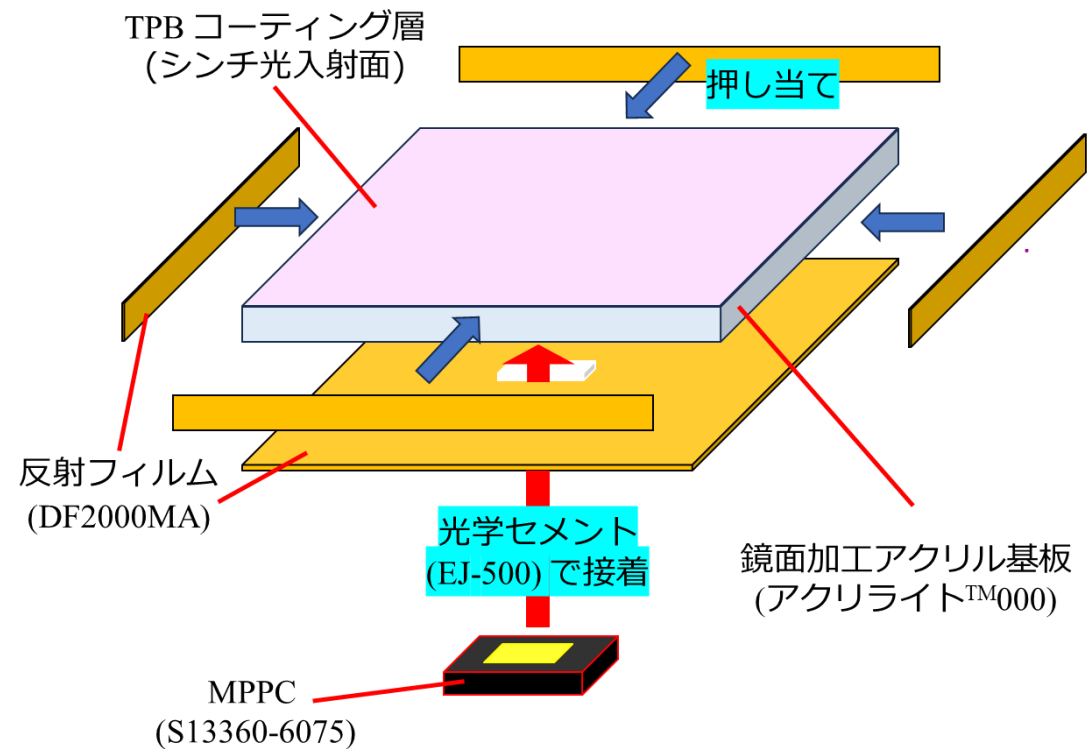 TPB コーティング層
(シンチ光入射面)
押し当て
反射フィルム
(DF2000MA)
光学セメント
(EJ-500) で接着
鏡面加工アクリル基板
(アクリライト™000)
MPPC
(S13360-6075)